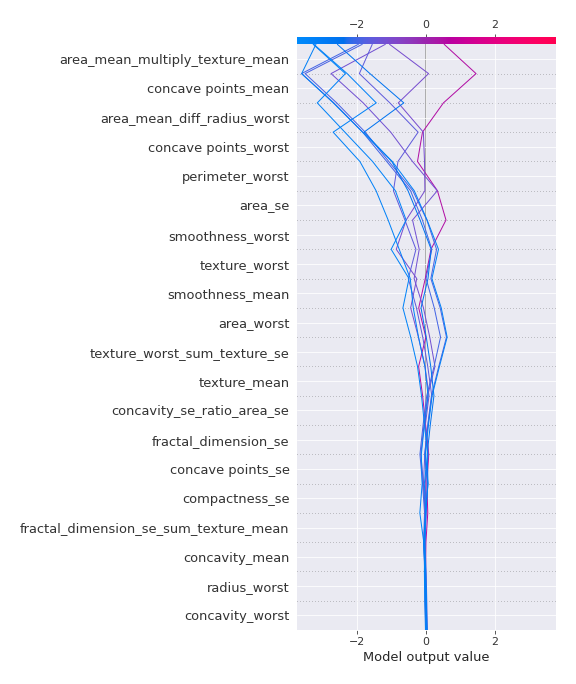 −2 0 2
area_mean_multiply_texture_mean
concave points_mean
area_mean_diff_radius_worst
concave points_worst
perimeter_worst
area_se
smoothness_worst
texture_worst
smoothness_mean
area_worst
texture_worst_sum_texture_se
texture_mean
concavity_se_ratio_area_se
fractal_dimension_se
concave points_se
compactness_se
fractal_dimension_se_sum_texture_mean
concavity_mean
radius_worst
concavity_worst
−2 0 2
Model output value